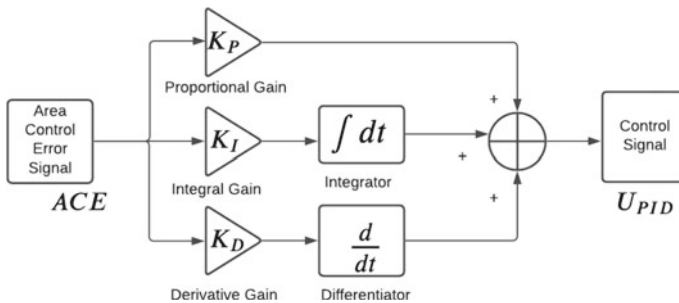 K_P
Proportional Gain
+
Area
Control
Error
Signal
ACE
K_I
Integral Gain
∫ dt
Integrator
+
Control
Signal
U_PID
K_D
Derivative Gain
d
dt
Differentiator
+